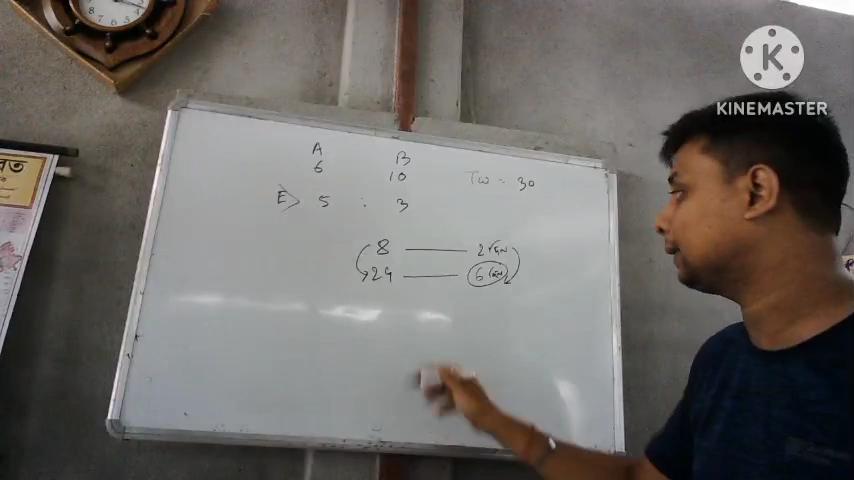 KINEMASTER
A B
6 10 TW = 30
E> 5 : 3
8 — 2 দিন
24 — 6 দিন